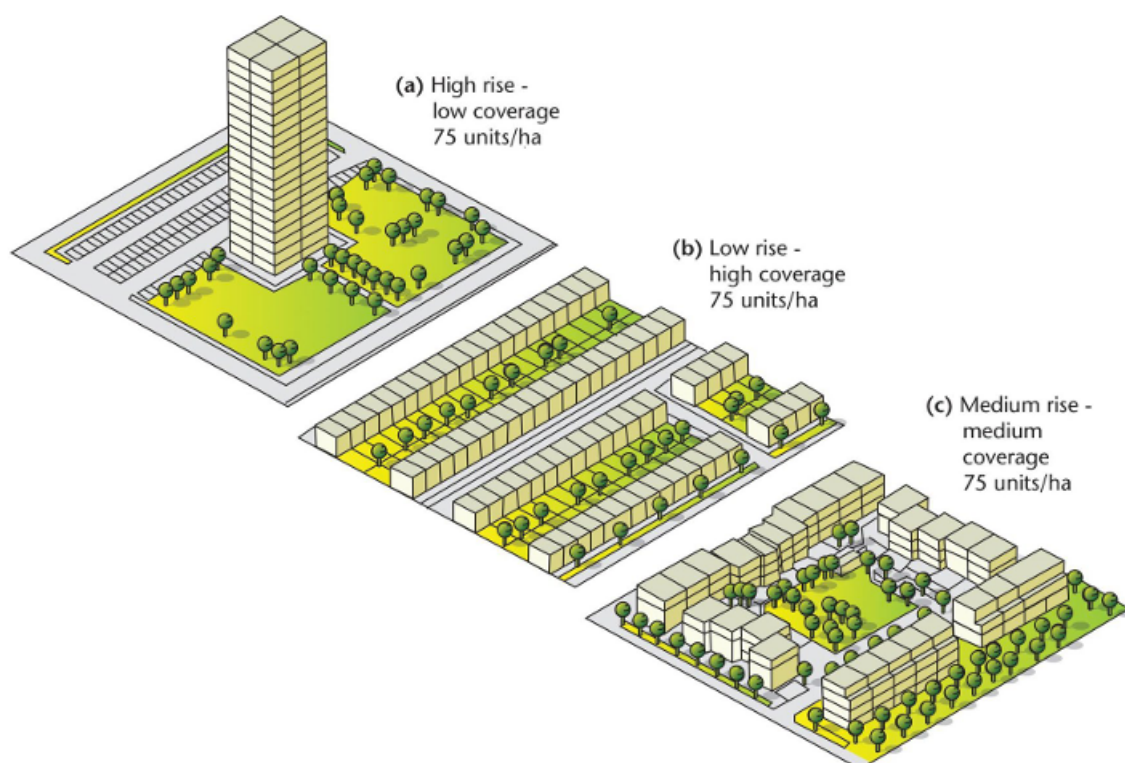 (a) High rise -
low coverage
75 units/ha
(b) Low rise -
high coverage
75 units/ha
(c) Medium rise -
medium
coverage
75 units/ha